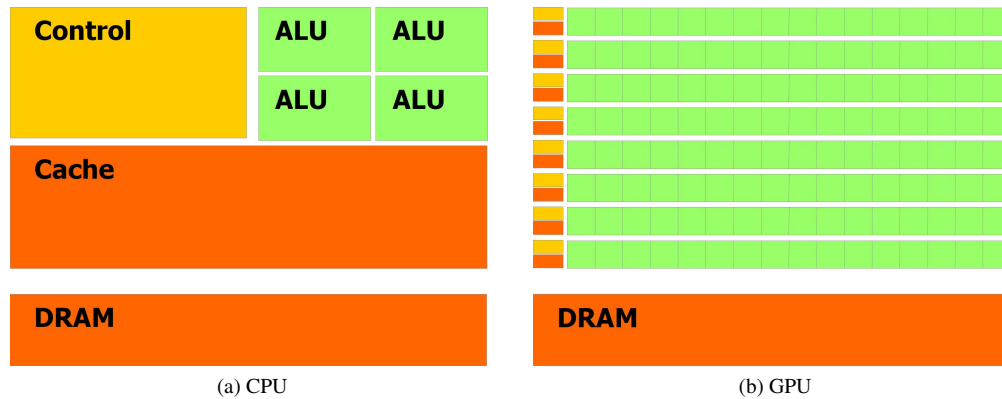 Control
ALU ALU
ALU ALU
Cache
DRAM
DRAM
(a) CPU
(b) GPU